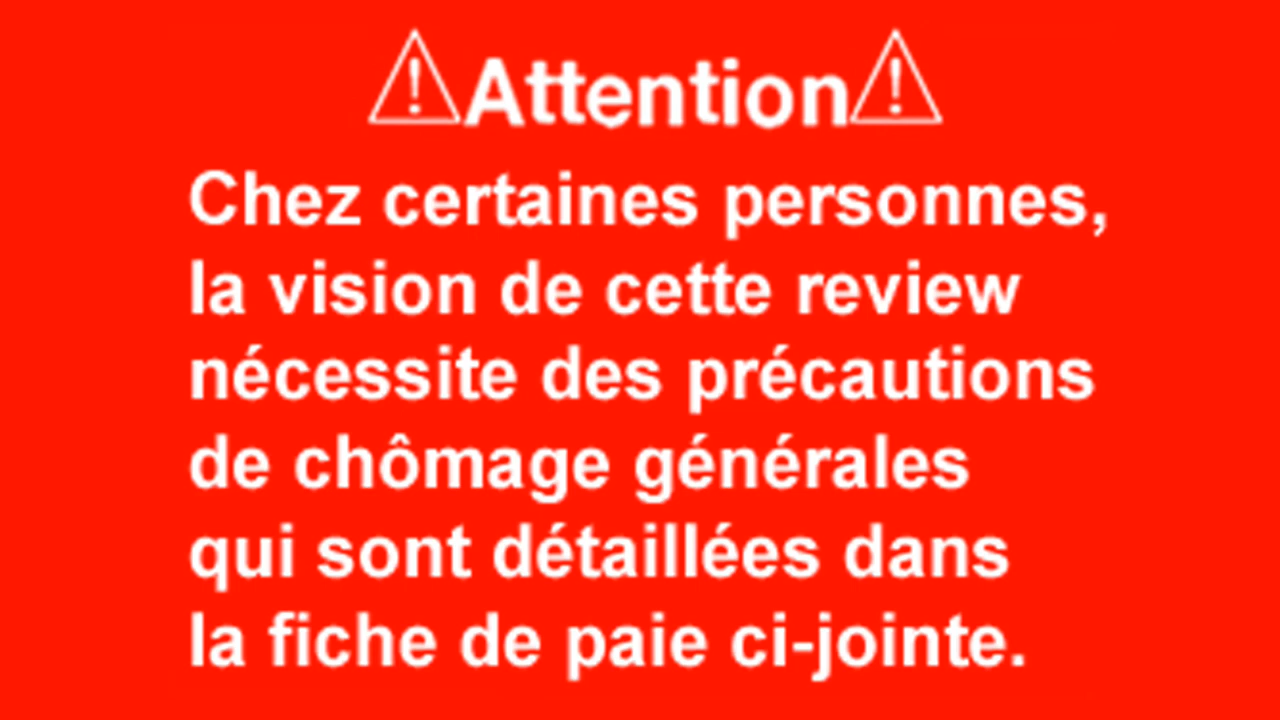 ⚠Attention⚠
Chez certaines personnes,
la vision de cette review
nécessite des précautions
de chômage générales
qui sont détaillées dans
la fiche de paie ci-jointe.